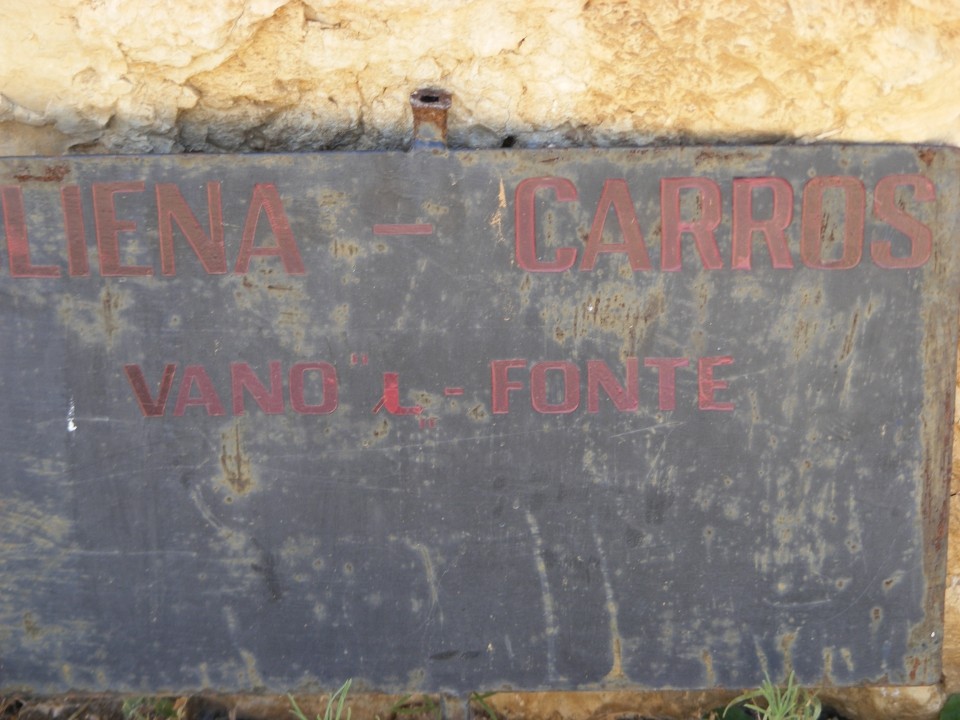 LIENA - CARROS
VANO " L " - FONTE